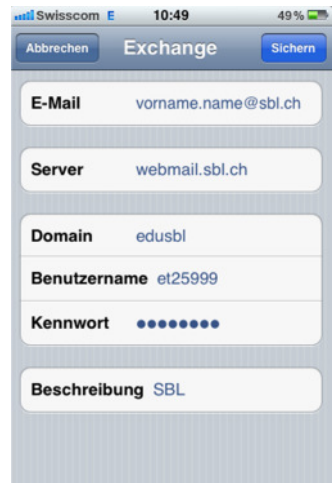 Swisscom E 10:49 49%
Abbrechen Exchange Sichern
E-Mail vorname.name@sbl.ch
Server webmail.sbl.ch
Domain edusbl
Benutzername et25999
Kennwort ●●●●●●●●
Beschreibung SBL